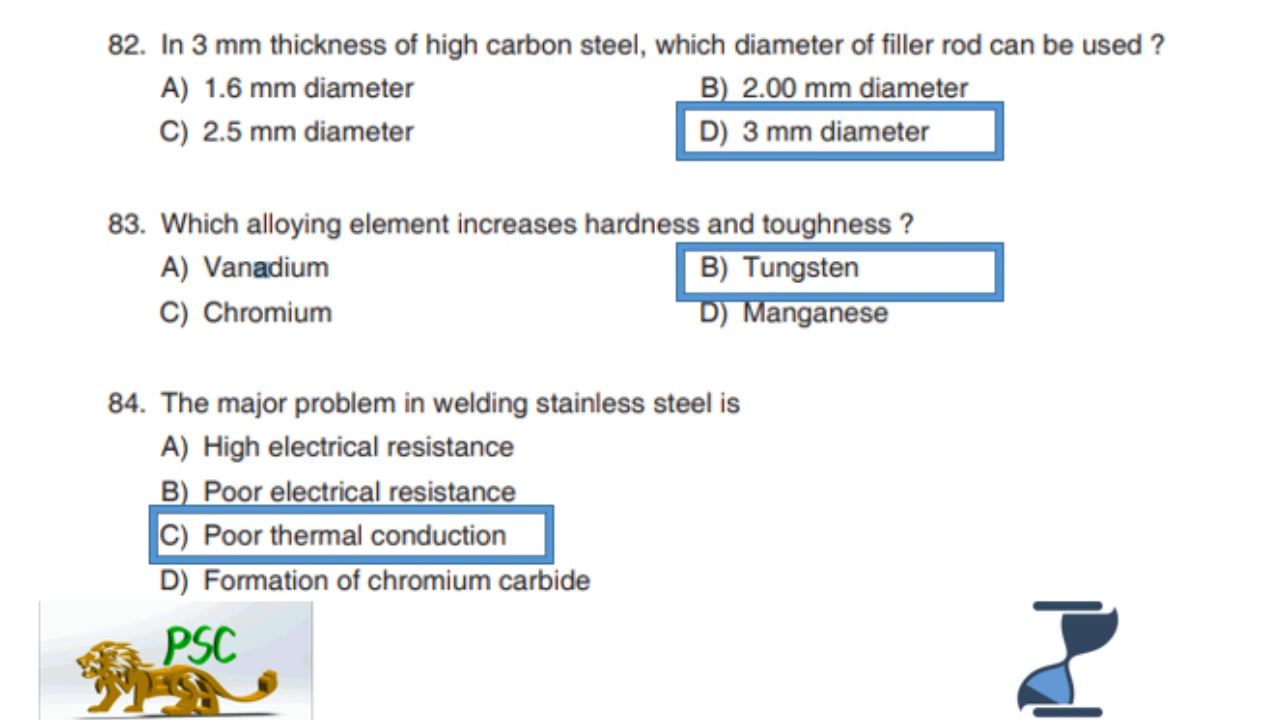 82. In 3 mm thickness of high carbon steel, which diameter of filler rod can be used ?
A) 1.6 mm diameter B) 2.00 mm diameter
C) 2.5 mm diameter D) 3 mm diameter
83. Which alloying element increases hardness and toughness ?
A) Vanadium B) Tungsten
C) Chromium D) Manganese
84. The major problem in welding stainless steel is
A) High electrical resistance
B) Poor electrical resistance
C) Poor thermal conduction
D) Formation of chromium carbide
PSC